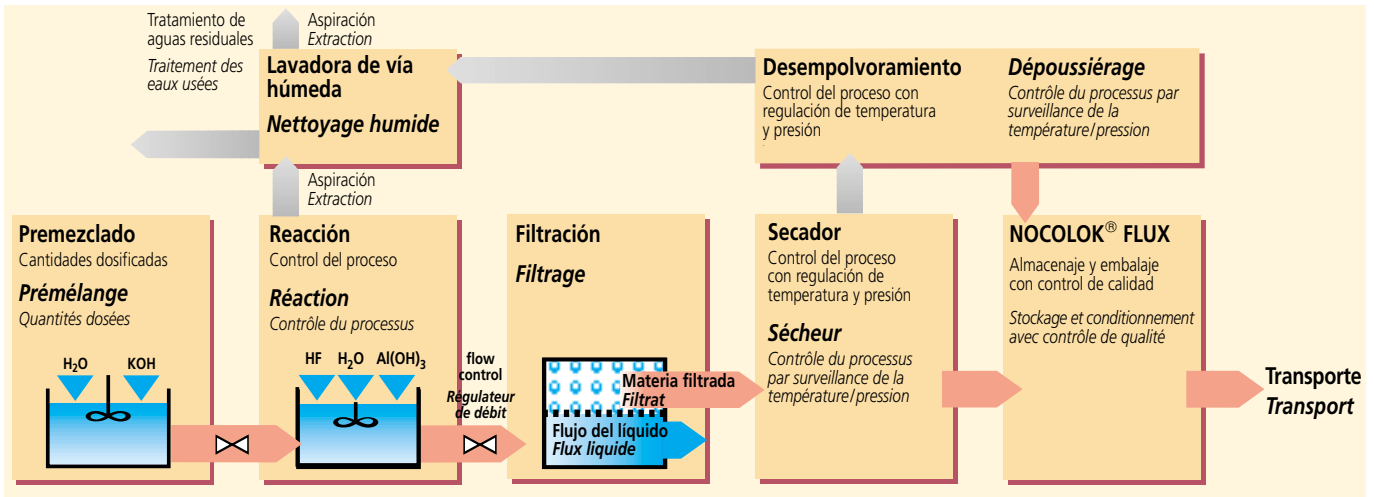 Tratamiento de
aguas residuales
Traitement des
eaux usées
Aspiración
Extraction
Lavadora de vía
húmeda
Nettoyage humide
Desempolvoramiento
Control del proceso con
regulación de temperatura
y presión
Dépoussiérage
Contrôle du processus par
surveillance de la
température/pression
Aspiración
Extraction
Premezclado
Cantidades dosificadas
Prémélange
Quantités dosées
H₂O KOH
Reacción
Control del proceso
Réaction
Contrôle du processus
HF H₂O Al(OH)₃
flow
control
Régulateur
de débit
Filtración
Filtrage
Materia filtrada
Filtrat
Flujo del líquido
Flux liquide
Secador
Control del proceso
con regulación de
temperatura y presión
Sécheur
Contrôle du processus
par surveillance de la
température/pression
NOCOLOK® FLUX
Almacenaje y embalaje
con control de calidad
Stockage et conditionnement
avec contrôle de qualité
Transporte
Transport